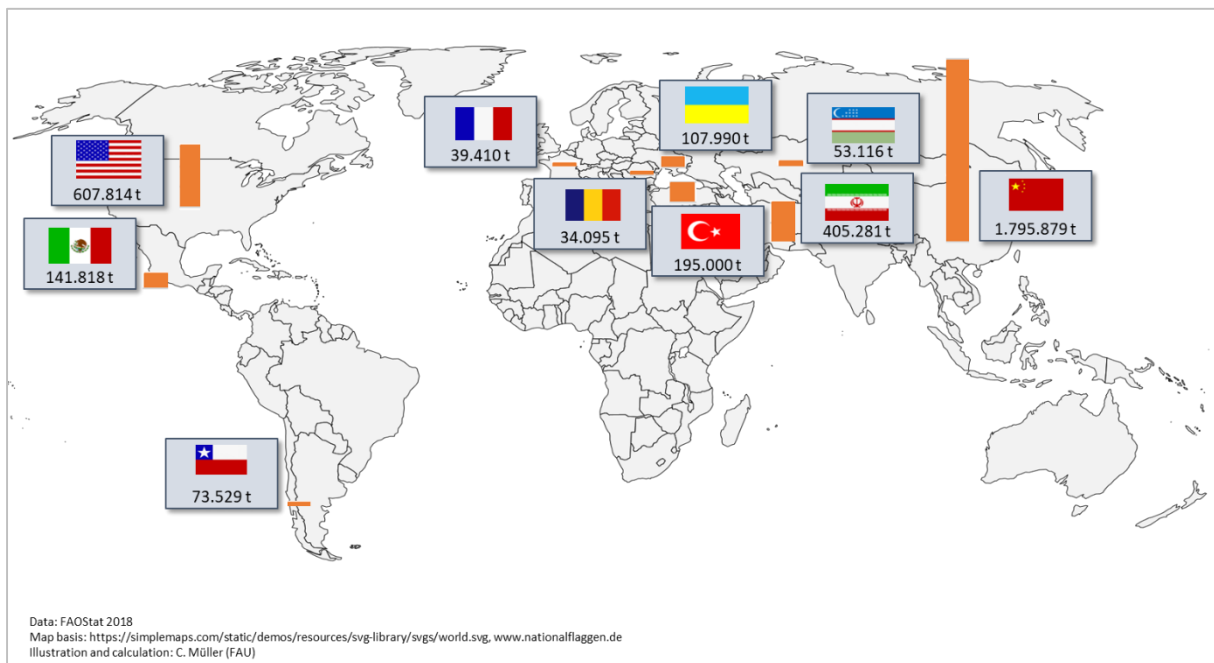 607.814 t
141.818 t
39.410 t
107.990 t
53.116 t
34.095 t
195.000 t
405.281 t
1.795.879 t
73.529 t
Data: FAOStat 2018
Map basis: https://simplemaps.com/static/demos/resources/svg-library/svgs/world.svg, www.nationalflaggen.de
Illustration and calculation: C. Müller (FAU)